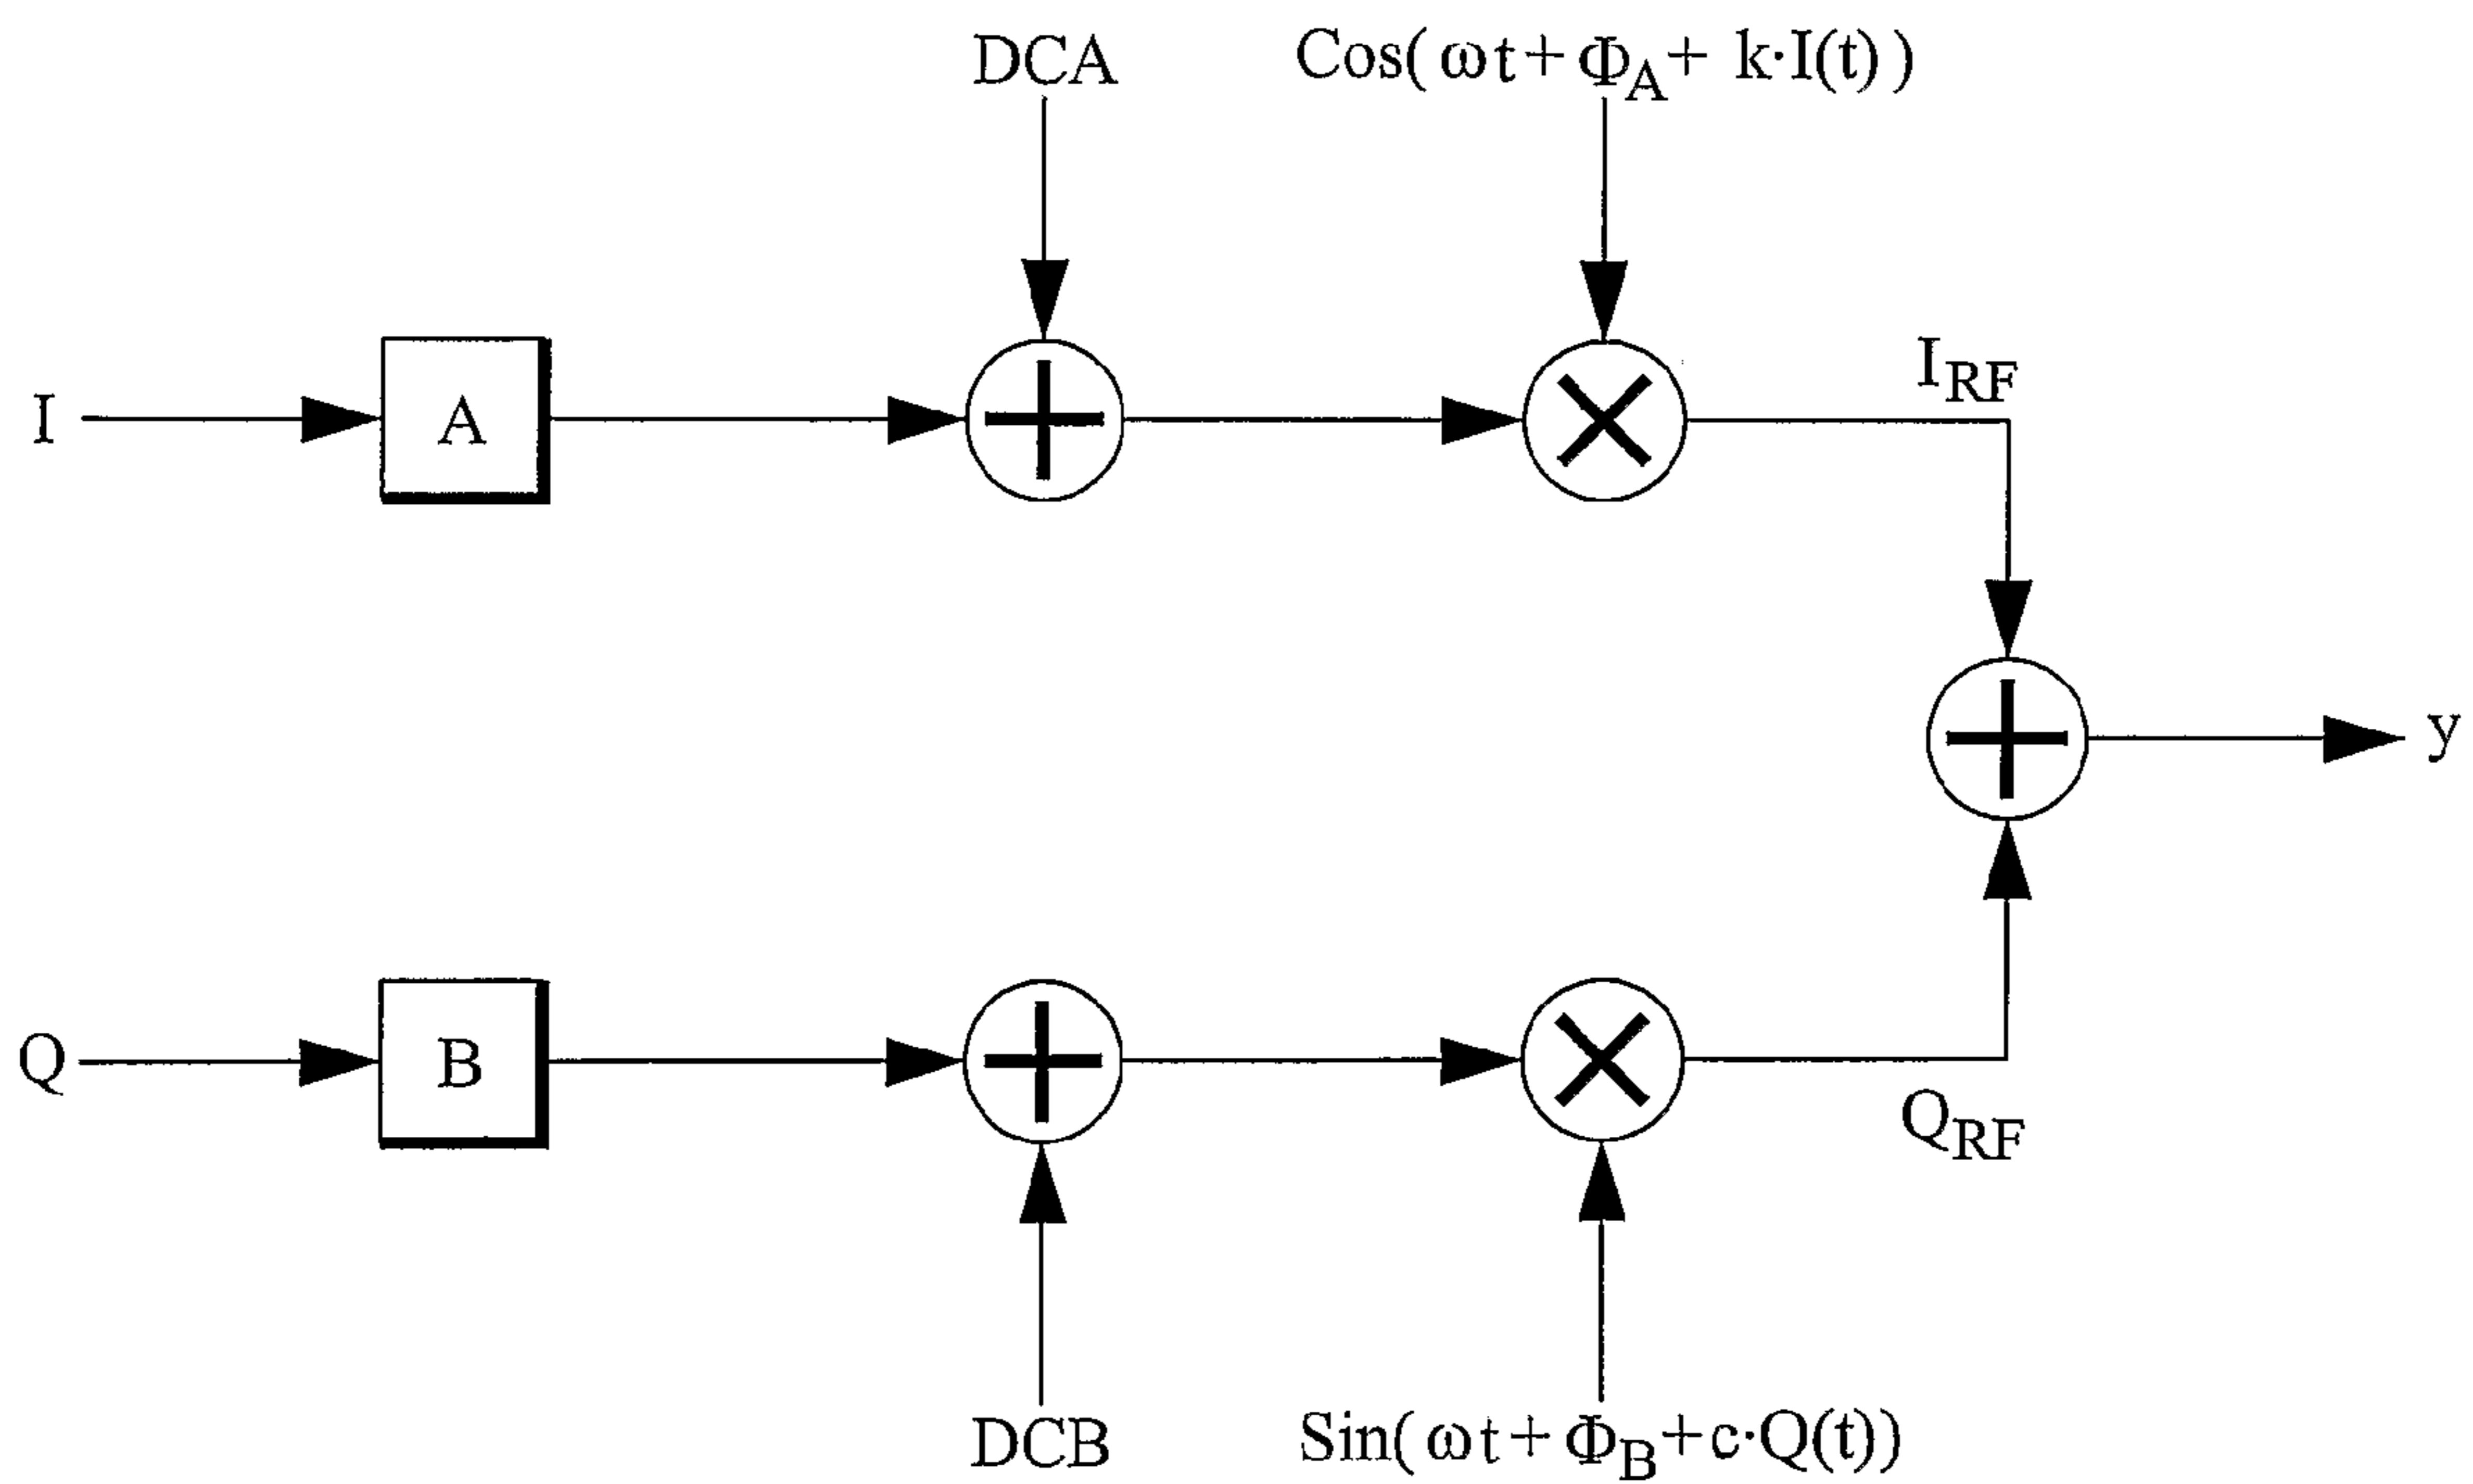 DCA
Cos( ωt + Φ_A + k·I(t) )
I
A
I_RF
y
Q
B
Q_RF
DCB
Sin( ωt + Φ_B + c·Q(t))